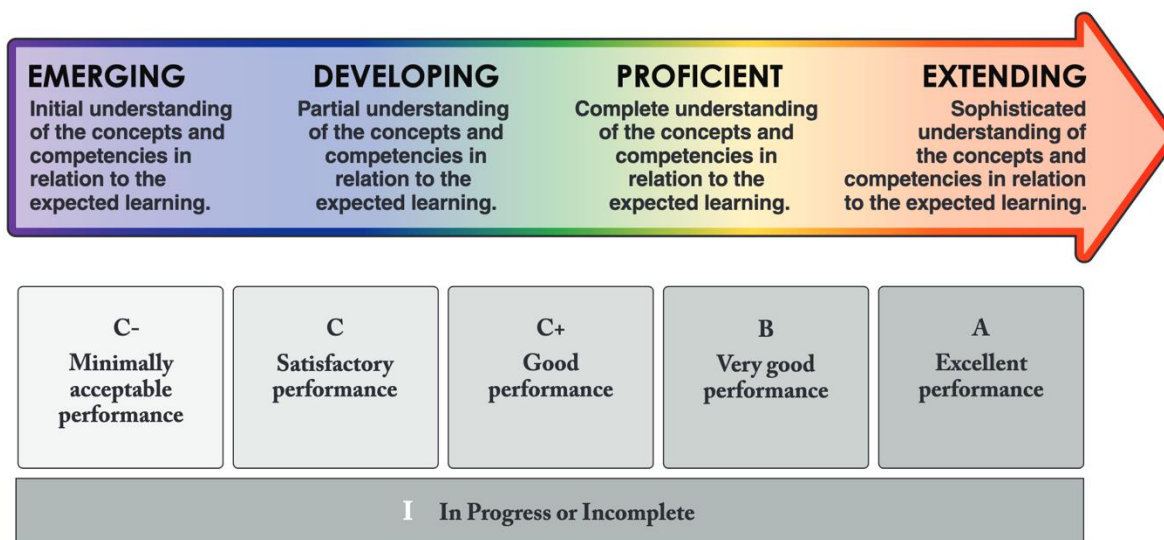 EMERGING
Initial understanding
of the concepts and
competencies in
relation to the
expected learning.
DEVELOPING
Partial understanding
of the concepts and
competencies in
relation to the
expected learning.
PROFICIENT
Complete understanding
of the concepts and
competencies in
relation to the
expected learning.
EXTENDING
Sophisticated
understanding of
the concepts and
competencies in relation
to the expected learning.
C-
Minimally
acceptable
performance
C
Satisfactory
performance
C+
Good
performance
B
Very good
performance
A
Excellent
performance
I In Progress or Incomplete